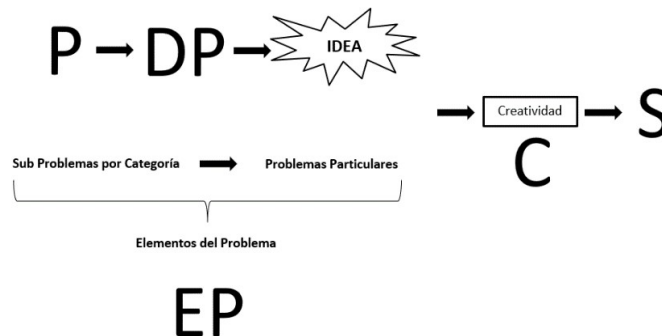 P DP IDEA
Creatividad
C
S
Sub Problemas por Categoría Problemas Particulares
Elementos del Problema
EP